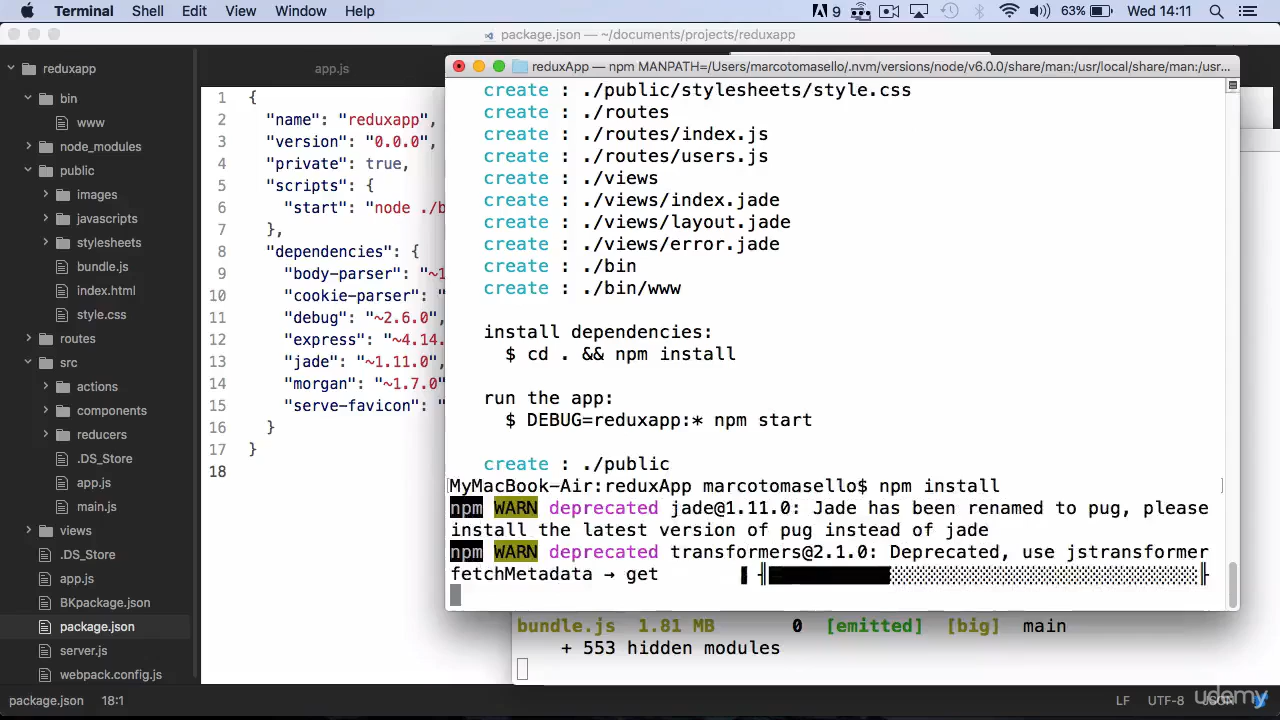 Terminal Shell Edit View Window Help 9 63% Wed 14:11
package.json — ~/documents/projects/reduxapp
reduxapp
bin
www
node_modules
public
images
javascripts
stylesheets
bundle.js
index.html
style.css
routes
src
actions
components
reducers
.DS_Store
app.js
main.js
views
.DS_Store
app.js
BKpackage.json
package.json
server.js
webpack.config.js
app.js
1 {
2 "name": "reduxapp",
3 "version": "0.0.0",
4 "private": true,
5 "scripts": {
6 "start": "node ./b
7 },
8 "dependencies": {
9 "body-parser": "~1
10 "cookie-parser": "
11 "debug": "~2.6.0",
12 "express": "~4.14.
13 "jade": "~1.11.0",
14 "morgan": "~1.7.0"
15 "serve-favicon": "
16 }
17 }
18
reduxApp — npm MANPATH=/Users/marcotomasello/.nvm/versions/node/v6.0.0/share/man:/usr/local/share/man:/usr...
create : ./public/stylesheets/style.css
create : ./routes
create : ./routes/index.js
create : ./routes/users.js
create : ./views
create : ./views/index.jade
create : ./views/layout.jade
create : ./views/error.jade
create : ./bin
create : ./bin/www
install dependencies:
$ cd . && npm install
run the app:
$ DEBUG=reduxapp:* npm start
create : ./public
MyMacBook-Air:reduxApp marcotomasello$ npm install
npm WARN deprecated jade@1.11.0: Jade has been renamed to pug, please
install the latest version of pug instead of jade
npm WARN deprecated transformers@2.1.0: Deprecated, use jstransformer
fetchMetadata → get
bundle.js 1.81 MB 0 [emitted] [big] main
+ 553 hidden modules
package.json 18:1 LF UTF-8 JSON
udemy